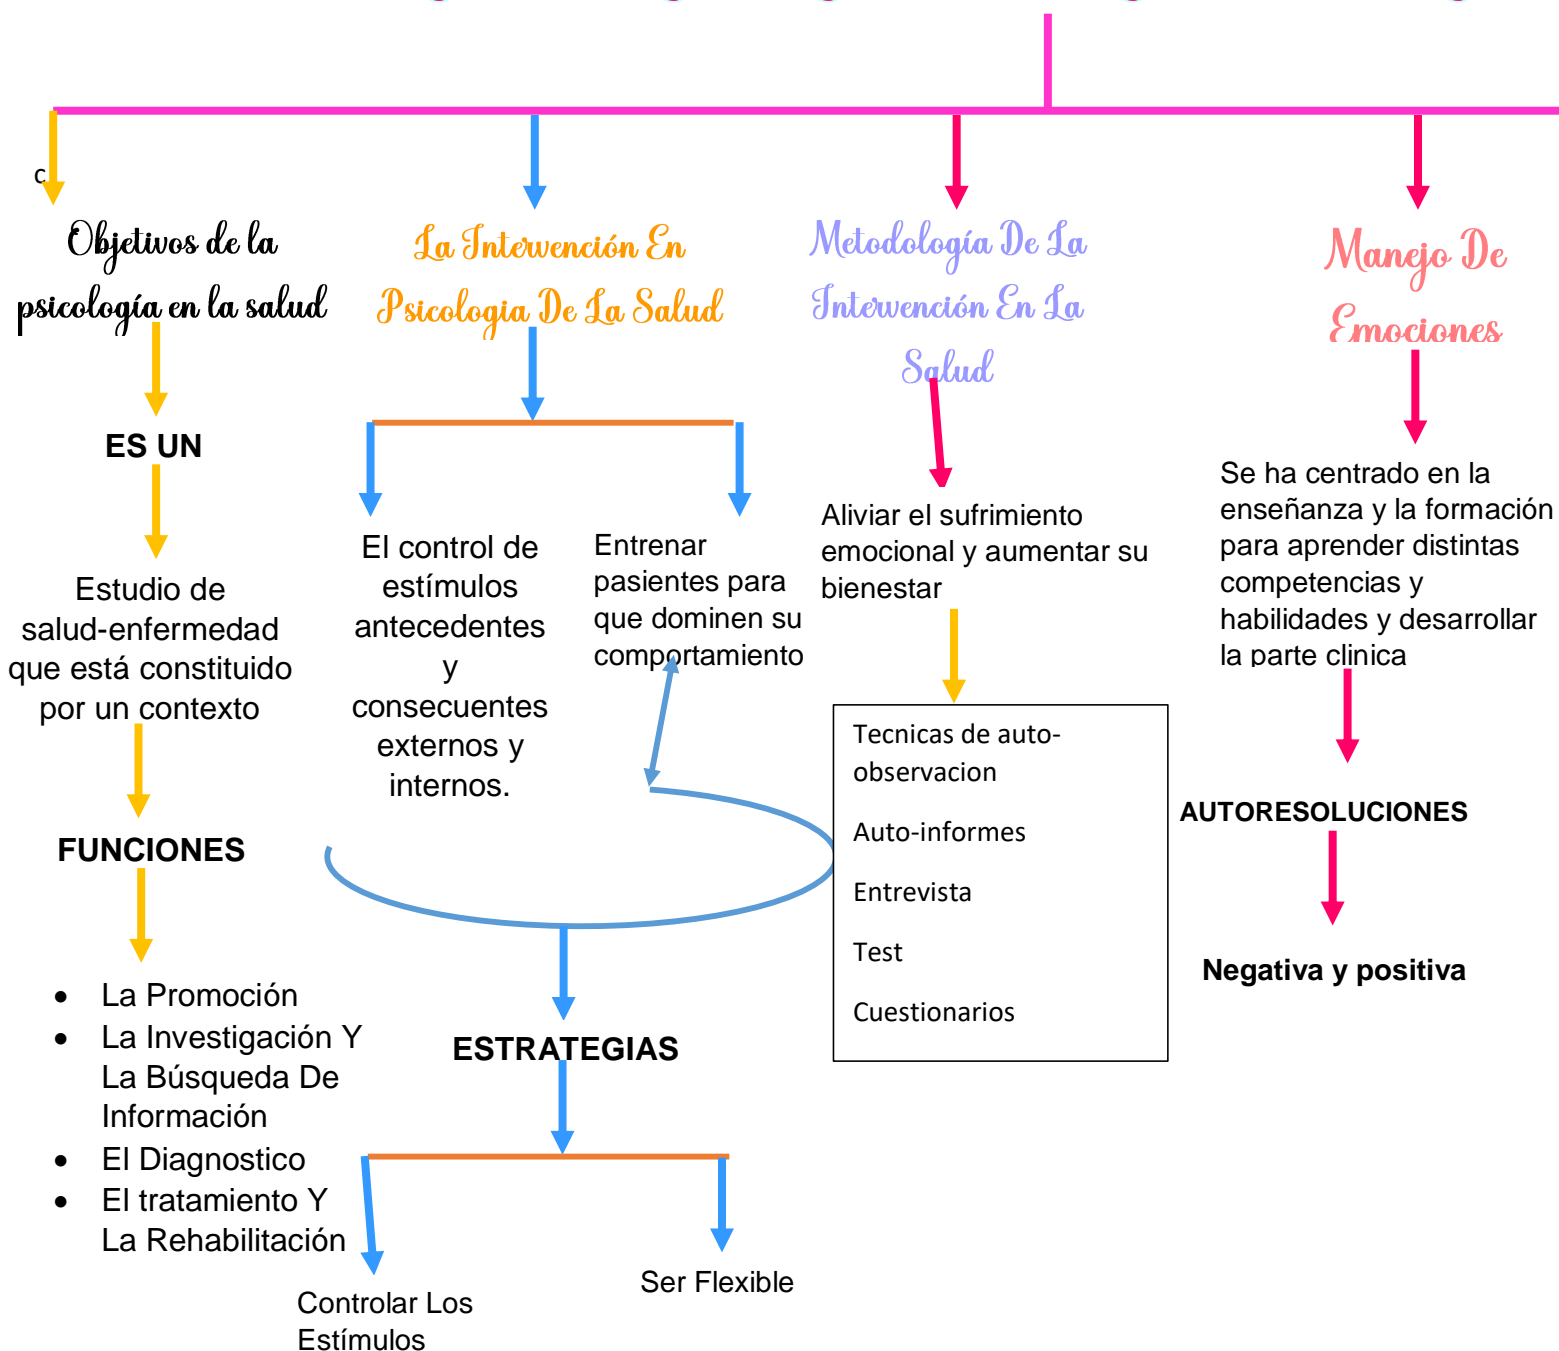 c
Objetivos de la
psicología en la salud
ES UN
Estudio de
salud-enfermedad
que está constituido
por un contexto
FUNCIONES
• La Promoción
• La Investigación Y
La Búsqueda De
Información
• El Diagnostico
• El tratamiento Y
La Rehabilitación
La Intervención En
Psicologia De La Salud
El control de
estímulos
antecedentes
y
consecuentes
externos y
internos.
Entrenar
pasientes para
que dominen su
comportamiento
ESTRATEGIAS
Controlar Los
Estímulos
Ser Flexible
Metodología De La
Intervención En La
Salud
Aliviar el sufrimiento
emocional y aumentar su
bienestar
Tecnicas de auto-
observacion
Auto-informes
Entrevista
Test
Cuestionarios
Manejo De
Emociones
Se ha centrado en la
enseñanza y la formación
para aprender distintas
competencias y
habilidades y desarrollar
la parte clinica
AUTORESOLUCIONES
Negativa y positiva